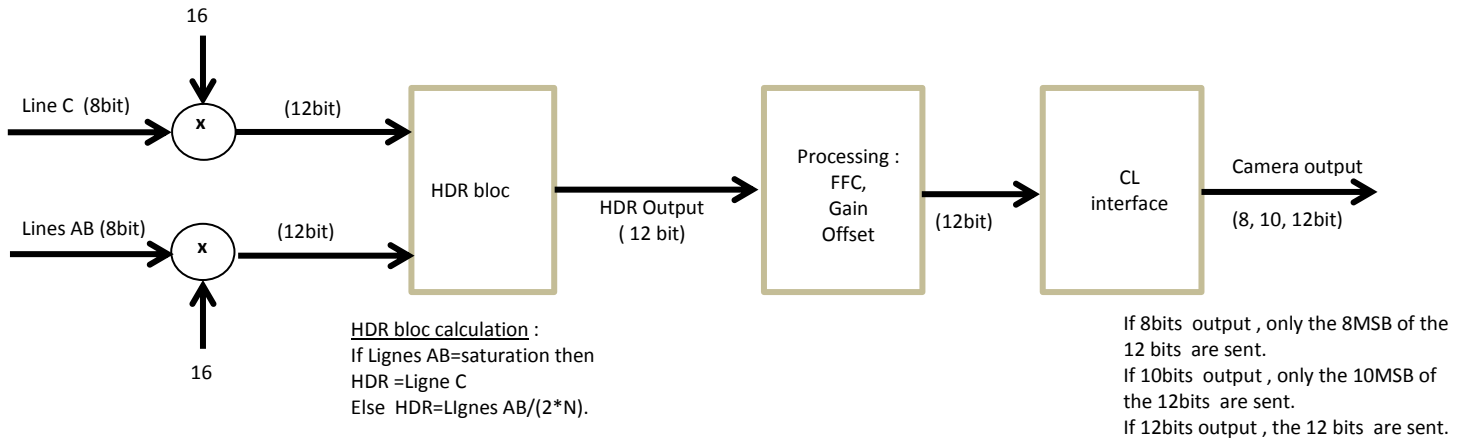 16
Line C (8bit)
x
(12bit)
Lines AB (8bit)
x
(12bit)
16
HDR bloc
HDR Output
( 12 bit)
Processing :
FFC,
Gain
Offset
(12bit)
CL
interface
Camera output
(8, 10, 12bit)
HDR bloc calculation :
If Lignes AB=saturation then
HDR =Ligne C
Else HDR=LIgnes AB/(2*N).
If 8bits output , only the 8MSB of the
12 bits are sent.
If 10bits output , only the 10MSB of
the 12bits are sent.
If 12bits output , the 12 bits are sent.